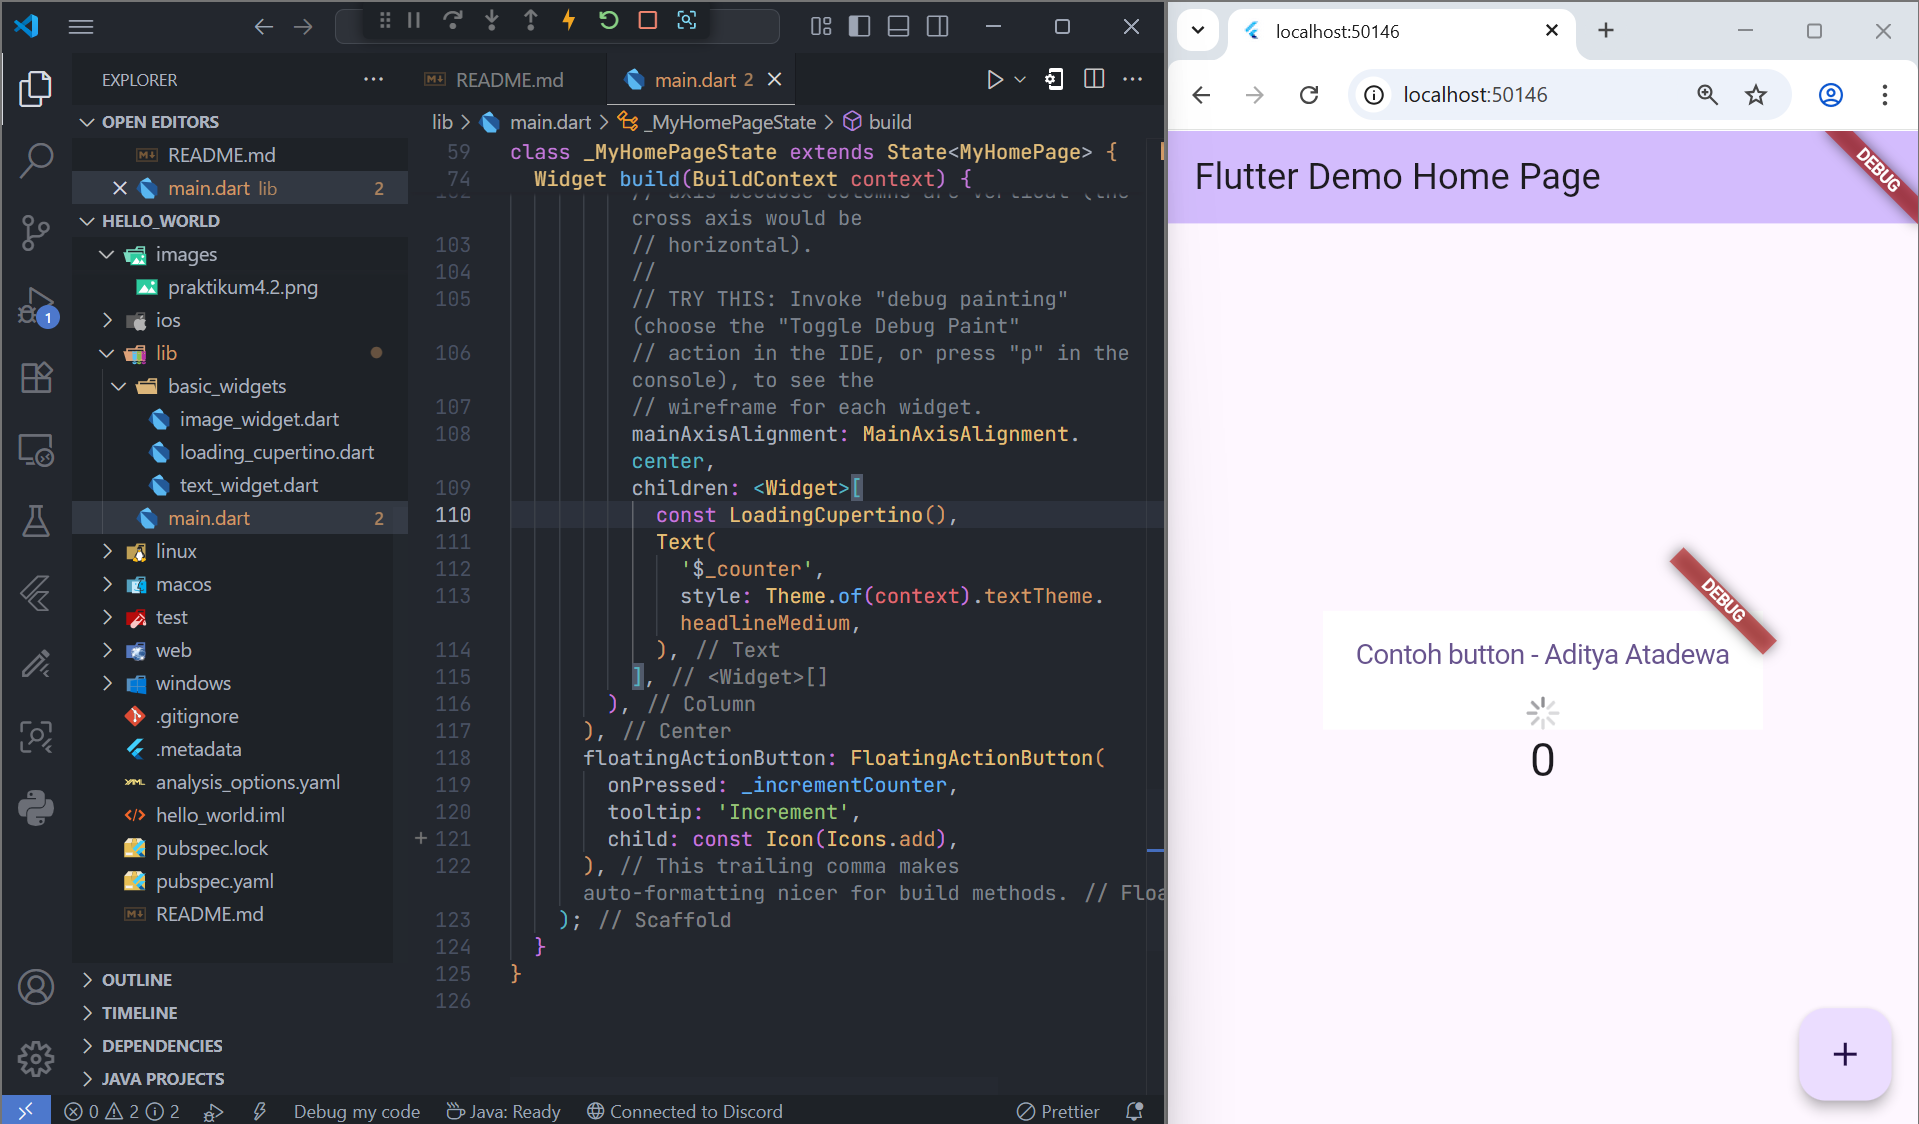 EXPLORER
OPEN EDITORS
README.md
main.dart lib 2
HELLO_WORLD
images
praktikum4.2.png
ios
lib
basic_widgets
image_widget.dart
loading_cupertino.dart
text_widget.dart
main.dart 2
linux
macos
test
web
windows
.gitignore
.metadata
analysis_options.yaml
hello_world.iml
pubspec.lock
pubspec.yaml
README.md
OUTLINE
TIMELINE
DEPENDENCIES
JAVA PROJECTS
1
README.md
main.dart 2
lib > main.dart > _MyHomePageState > build
59 class _MyHomePageState extends State<MyHomePage> {
74 Widget build(BuildContext context) {
102 // axis because Columns are vertical (the
cross axis would be
103 // horizontal).
104 //
105 // TRY THIS: Invoke "debug painting"
(choose the "Toggle Debug Paint"
106 // action in the IDE, or press "p" in the
console), to see the
107 // wireframe for each widget.
108 mainAxisAlignment: MainAxisAlignment.
center,
109 children: <Widget>[
110 const LoadingCupertino(),
111 Text(
112 '$_counter',
113 style: Theme.of(context).textTheme.
headlineMedium,
114 ), // Text
115 ], // <Widget>[]
116 ), // Column
117 ), // Center
118 floatingActionButton: FloatingActionButton(
119 onPressed: _incrementCounter,
120 tooltip: 'Increment',
121 child: const Icon(Icons.add),
122 ), // This trailing comma makes
auto-formatting nicer for build methods. // Floa
123 ); // Scaffold
124 }
125 }
126
0 2 2 Debug my code Java: Ready Connected to Discord Prettier
localhost:50146
localhost:50146
Flutter Demo Home Page
DEBUG
DEBUG
Contoh button - Aditya Atadewa
0
+